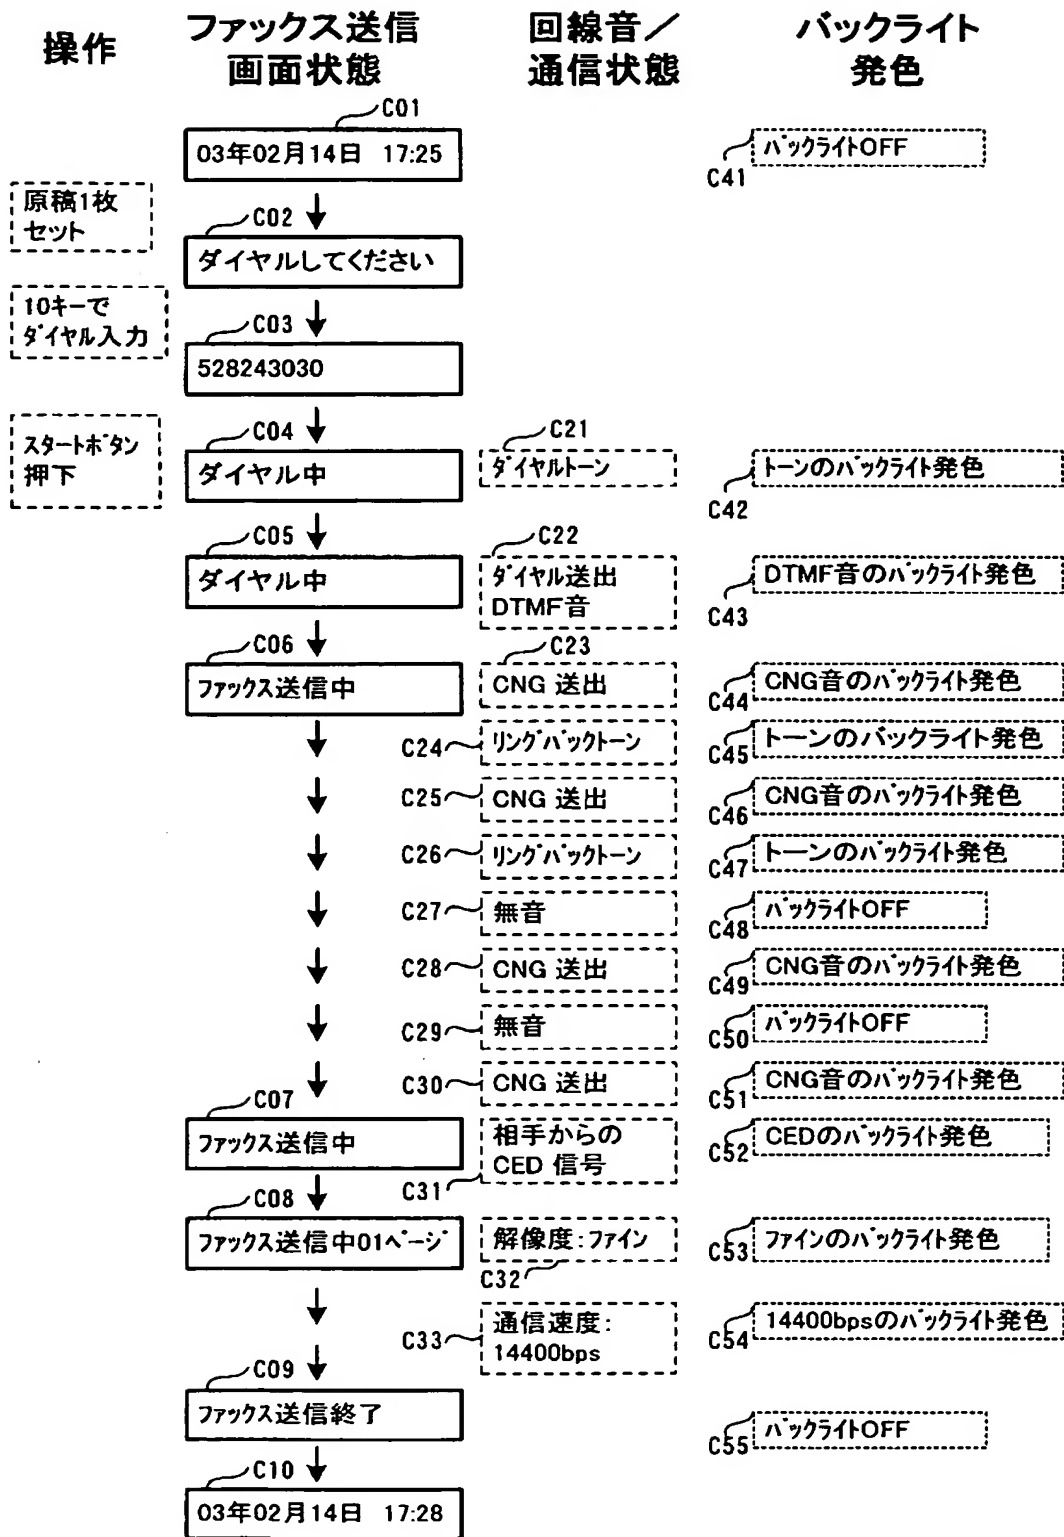 操作
ファックス送信
画面状態
回線音／
通信状態
バックライト
発色
C01
03年02月14日 17:25
バックライトOFF
C41
原稿1枚
セット
C02
ダイヤルしてください
10キーで
ダイヤル入力
C03
528243030
スタートボタン
押下
C04
ダイヤル中
C21
ダイヤルトーン
トーンのバックライト発色
C42
C05
ダイヤル中
C22
ダイヤル送出
DTMF音
DTMF音のバックライト発色
C43
C06
ファックス送信中
C23
CNG 送出
CNG音のバックライト発色
C44
C24
リングバックトーン
トーンのバックライト発色
C45
C25
CNG 送出
CNG音のバックライト発色
C46
C26
リングバックトーン
トーンのバックライト発色
C47
C27
無音
バックライトOFF
C48
C28
CNG 送出
CNG音のバックライト発色
C49
C29
無音
バックライトOFF
C50
C30
CNG 送出
CNG音のバックライト発色
C51
C07
ファックス送信中
相手からの
CED 信号
C31
CEDのバックライト発色
C52
C08
ファックス送信中01ページ
解像度:ファイン
C32
ファインのバックライト発色
C53
C33
通信速度:
14400bps
14400bpsのバックライト発色
C54
C09
ファックス送信終了
バックライトOFF
C55
C10
03年02月14日 17:28